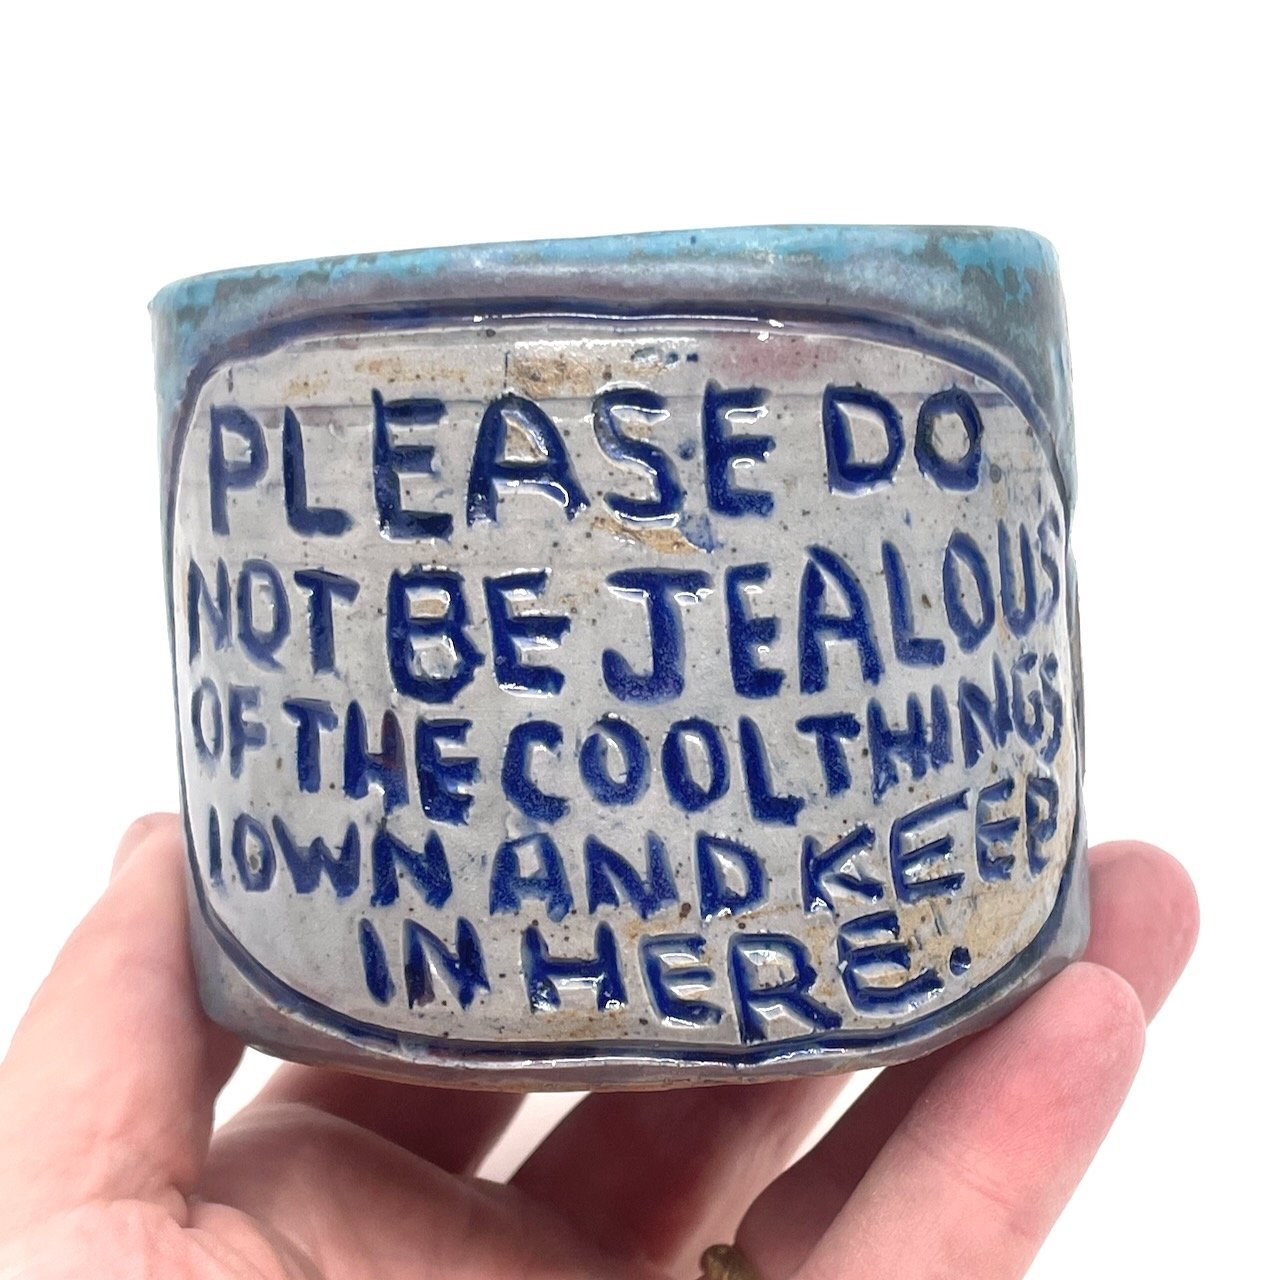 PLEASE DO
NOT BE JEALOUS
OF THE COOL THINGS
I OWN AND KEEP
IN HERE.